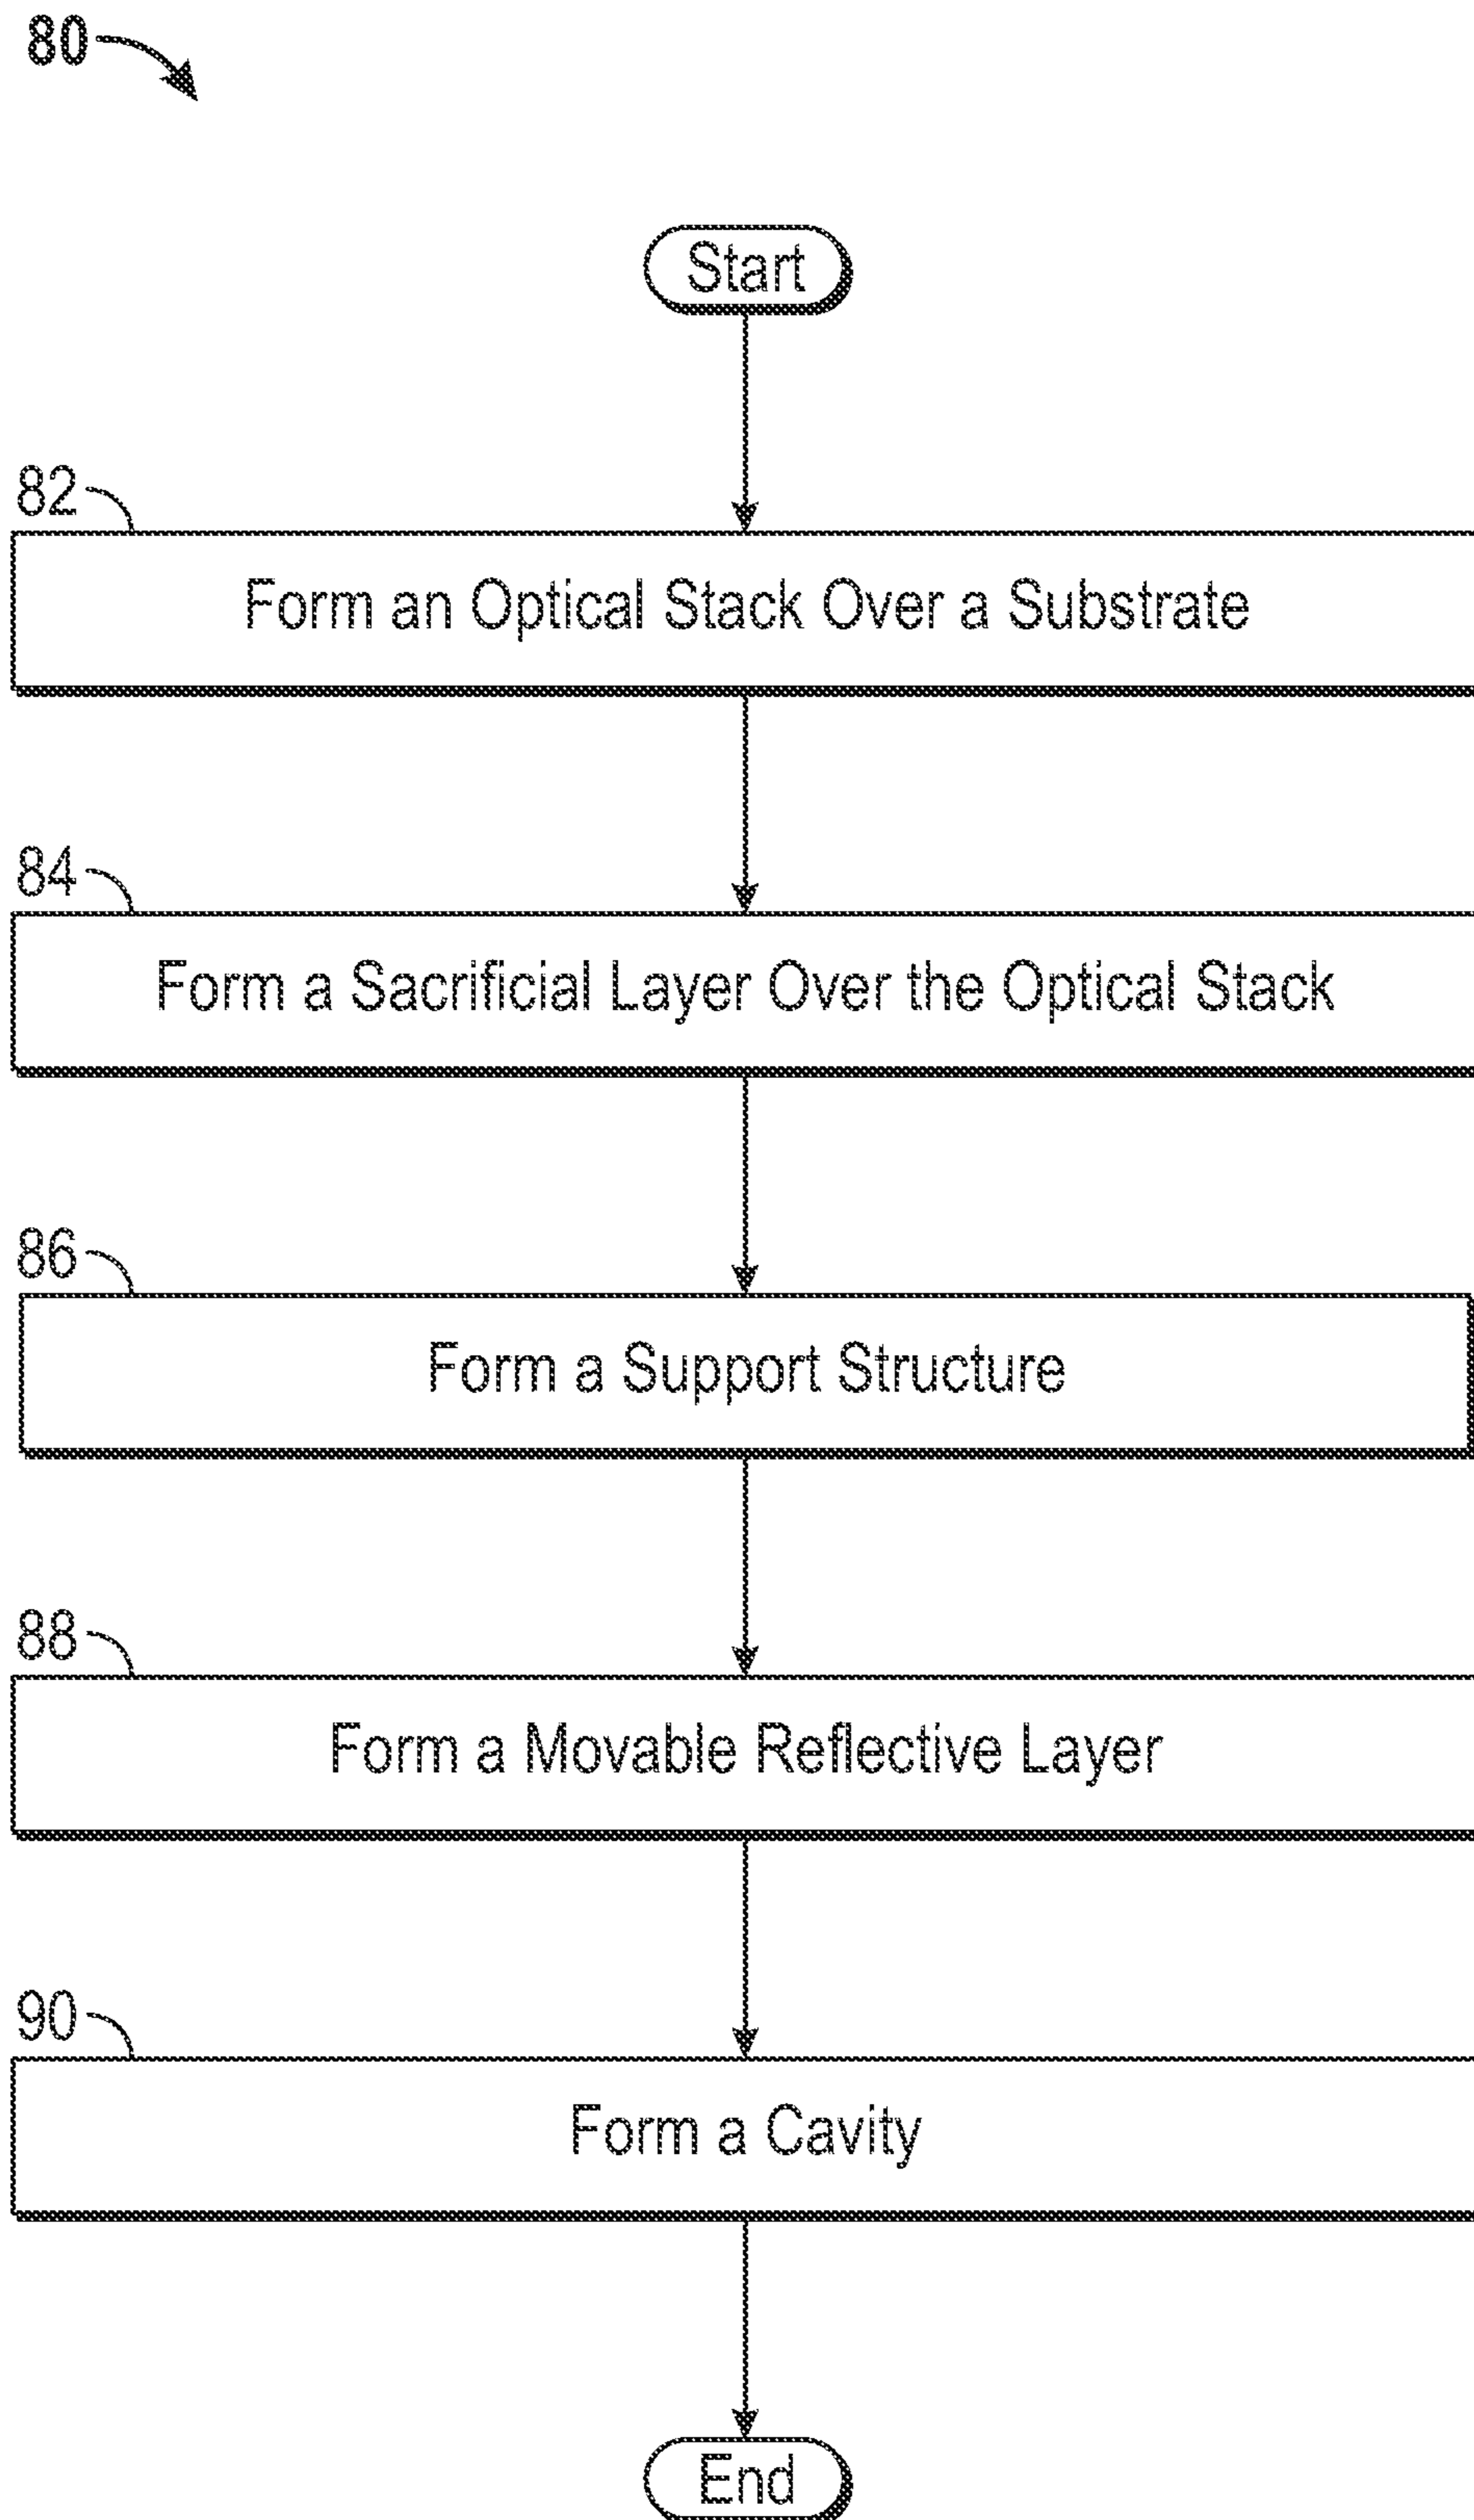 80
Start
82
Form an Optical Stack Over a Substrate
84
Form a Sacrificial Layer Over the Optical Stack
86
Form a Support Structure
88
Form a Movable Reflective Layer
90
Form a Cavity
End